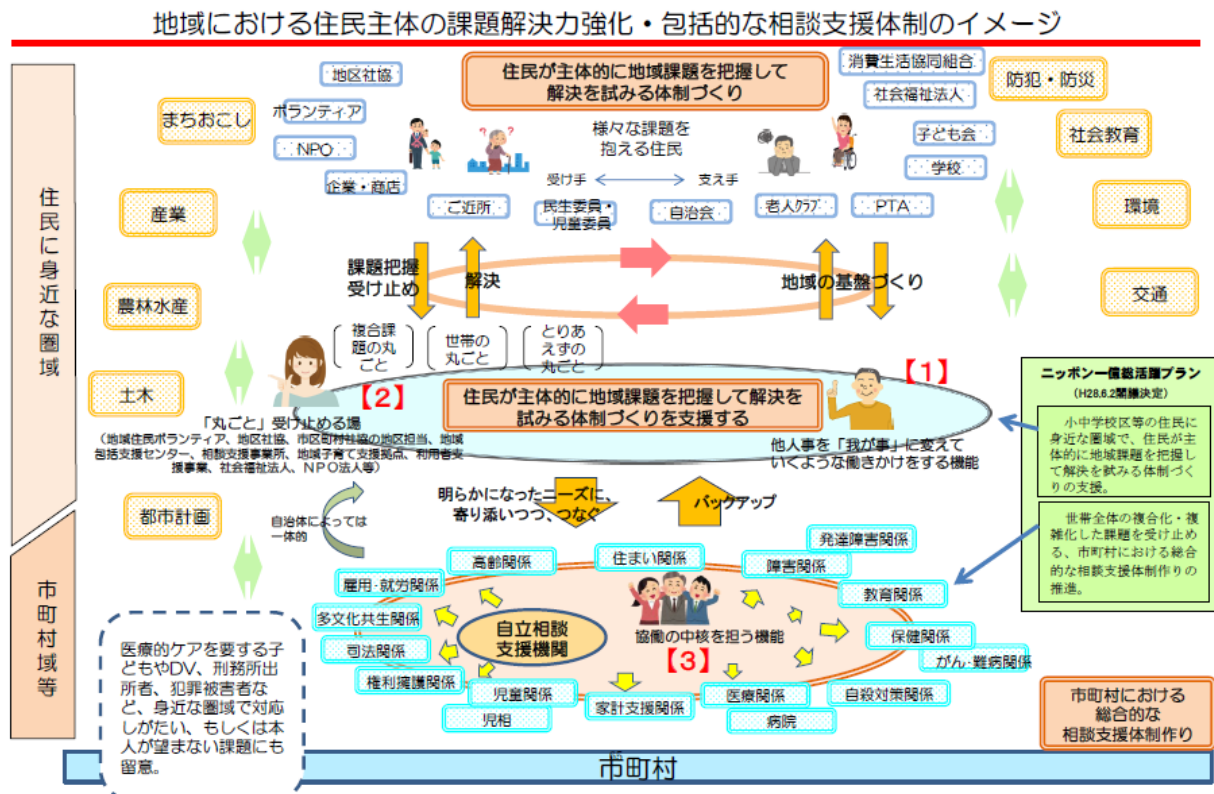 地域における住民主体の課題解決力強化・包括的な相談支援体制のイメージ
住民に身近な圏域
市町村域等
まちおこし
産業
農林水産
土木
都市計画
地区社協
ボランティア
NPO
企業・商店
ご近所
民生委員・
児童委員
自治会
老人クラブ
PTA
住民が主体的に地域課題を把握して
解決を試みる体制づくり
様々な課題を
抱える住民
受け手
支え手
消費生活協同組合
社会福祉法人
子ども会
学校
防犯・防災
社会教育
環境
交通
課題把握
受け止め
解決
地域の基盤づくり
複合課
題の丸
ごと
世帯の
丸ごと
とりあ
えずの
丸ごと
【2】
住民が主体的に地域課題を把握して解決を
試みる体制づくりを支援する
【1】
「丸ごと」受け止める場
(地域住民ボランティア、地区社協、市区町村社協の地区担当、地域
包括支援センター、相談支援事業所、地域子育て支援拠点、利用者支
援事業、社会福祉法人、NPO法人等)
他人事を「我が事」に変えて
いくような働きかけをする機能
ニッポン一億総活躍プラン
(H28.6.2閣議決定)
小中学校区等の住民に
身近な圏域で、住民が主
体的に地域課題を把握し
て解決を試みる体制づく
りの支援。
世帯全体の複合化・複
雑化した課題を受け止め
る、市町村における総合
的な相談支援体制作りの
推進。
明らかになったニーズに、
寄り添いつつ、つなぐ
バックアップ
自治体によっては
一体的
高齢関係
住まい関係
発達障害関係
障害関係
雇用・就労関係
教育関係
多文化共生関係
保健関係
司法関係
がん・難病関係
権利擁護関係
自殺対策関係
児童関係
児相
家計支援関係
医療関係
病院
自立相談
支援機関
協働の中核を担う機能
【3】
医療的ケアを要する子
どもやDV、刑務所出
所者、犯罪被害者な
ど、身近な圏域で対応
しがたい、もしくは本
人が望まない課題にも
留意。
市町村における
総合的な
相談支援体制作り
市町村